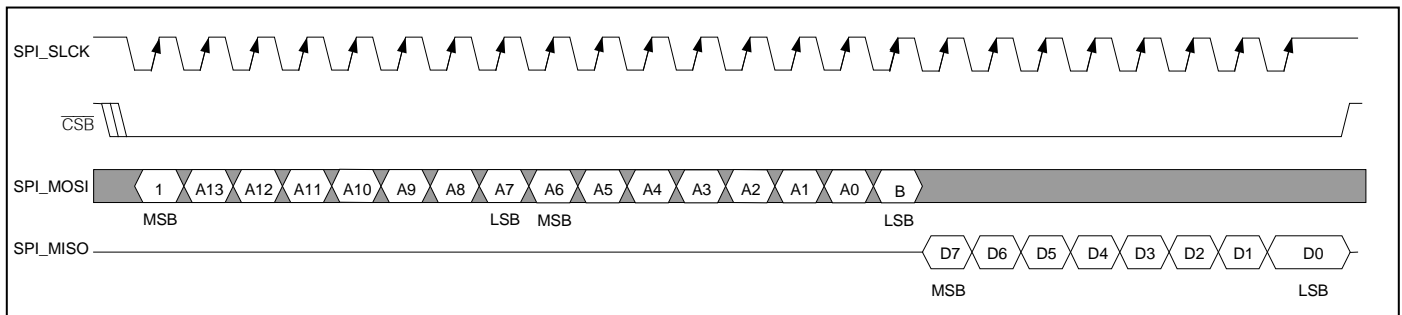 SPI_SLCK
CSB
SPI_MOSI 1 A13 A12 A11 A10 A9 A8 A7 A6 A5 A4 A3 A2 A1 A0 B
MSB LSB MSB LSB
SPI_MISO D7 D6 D5 D4 D3 D2 D1 D0
MSB LSB